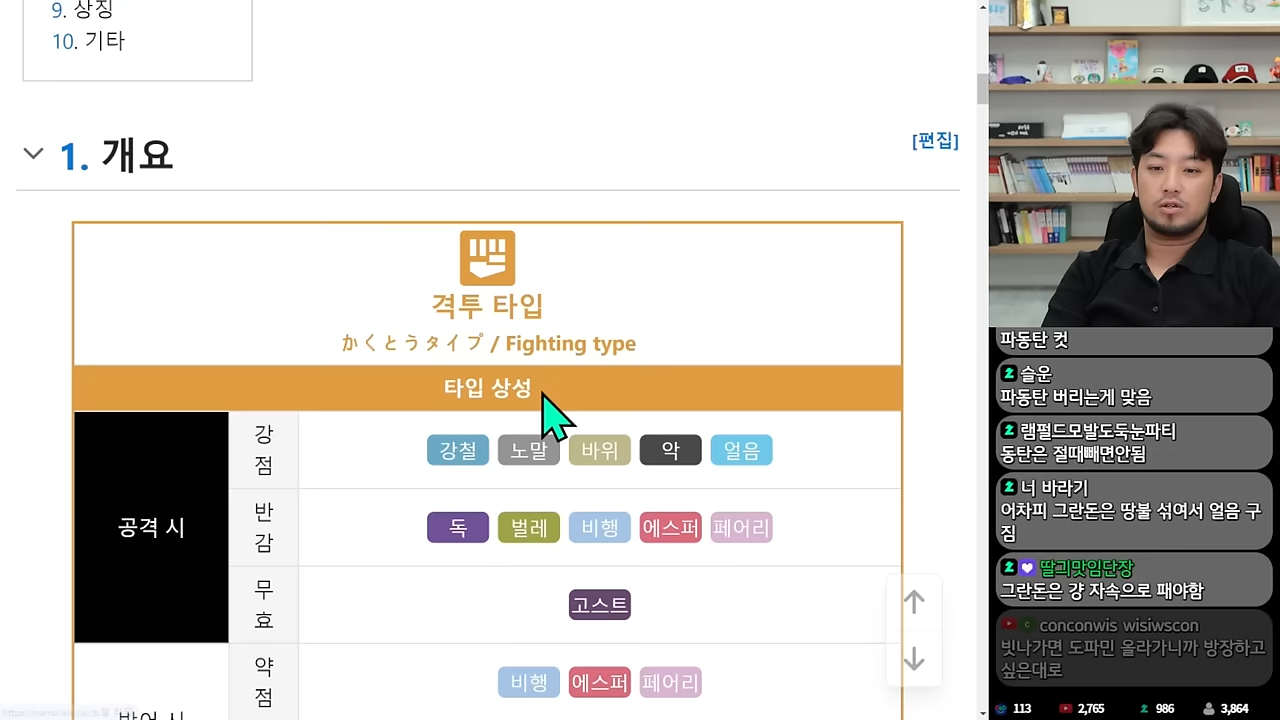 9. 상징
10. 기타
1. 개요
[편집]
격투 타입
かくとうタイプ / Fighting type
타입 상성
공격 시
강점
강철 노말 바위 악 얼음
반감
독 벌레 비행 에스퍼 페어리
무효
고스트
약점
비행 에스퍼 페어리
방어 시
파동탄 컷
슬운
파동탄 버리는게 맞음
램펄드모발도둑눈파티
동탄은 절때빼면안됨
너 바라기
어차피 그란돈은 땅불 섞여서 얼음 구
짐
딸긔맛임단장
그란돈은 걍 자속으로 패야함
conconwis wisiwscon
빗나가면 도파민 올라가니까 방장하고
싶은대로
113 2,765 986 3,864